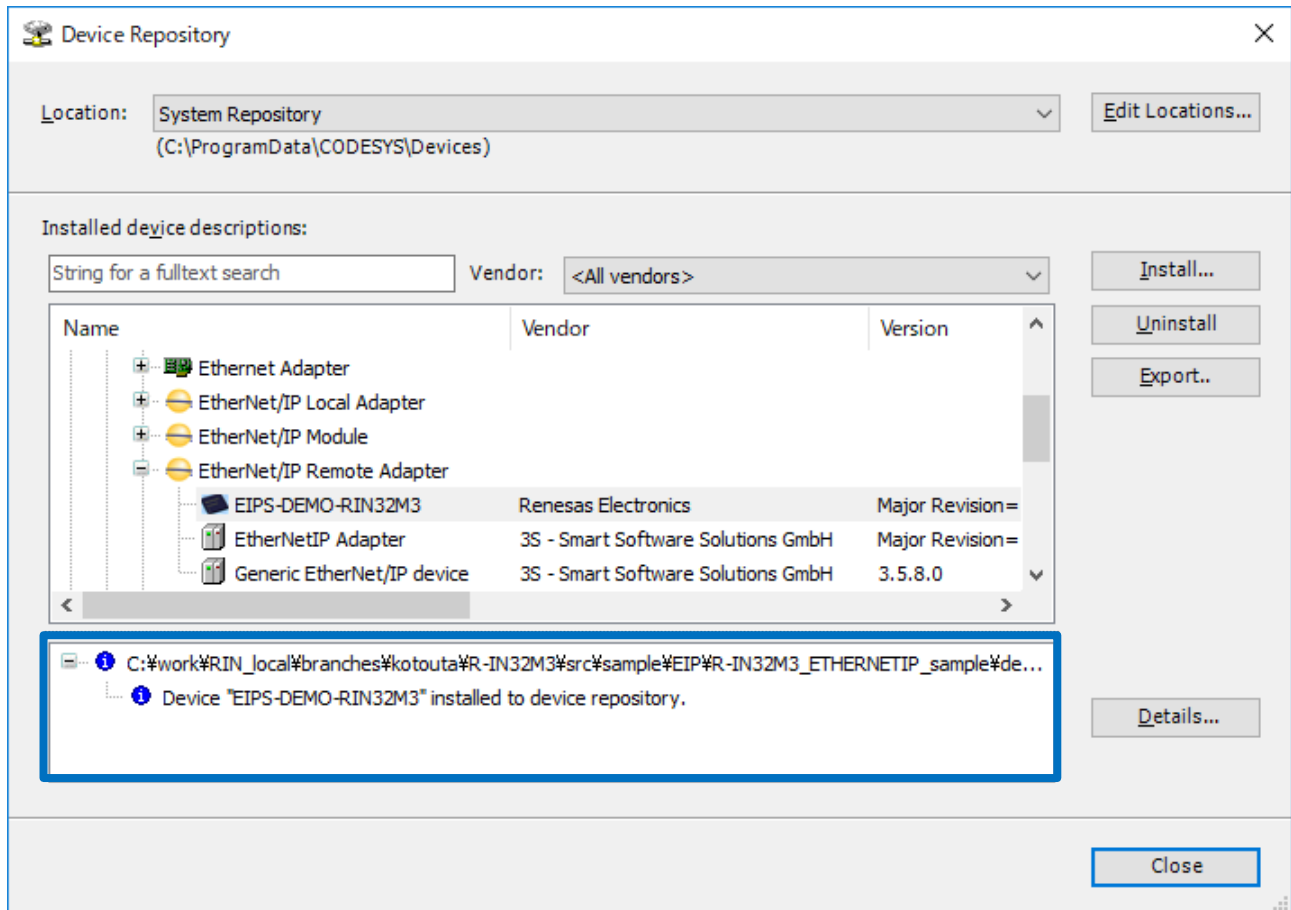 Device Repository
Location: System Repository Edit Locations...
(C:\ProgramData\CODESYS\Devices)
Installed device descriptions:
String for a fulltext search Vendor: <All vendors> Install...
Name Vendor Version Uninstall
Ethernet Adapter Export..
EtherNet/IP Local Adapter
EtherNet/IP Module
EtherNet/IP Remote Adapter
EIPS-DEMO-RIN32M3 Renesas Electronics Major Revision=
EtherNetIP Adapter 3S - Smart Software Solutions GmbH Major Revision=
Generic EtherNet/IP device 3S - Smart Software Solutions GmbH 3.5.8.0
C:¥work¥RIN_local¥branches¥kotouta¥R-IN32M3¥src¥sample¥EIP¥R-IN32M3_ETHERNETIP_sample¥de...
Device "EIPS-DEMO-RIN32M3" installed to device repository.
Details...
Close